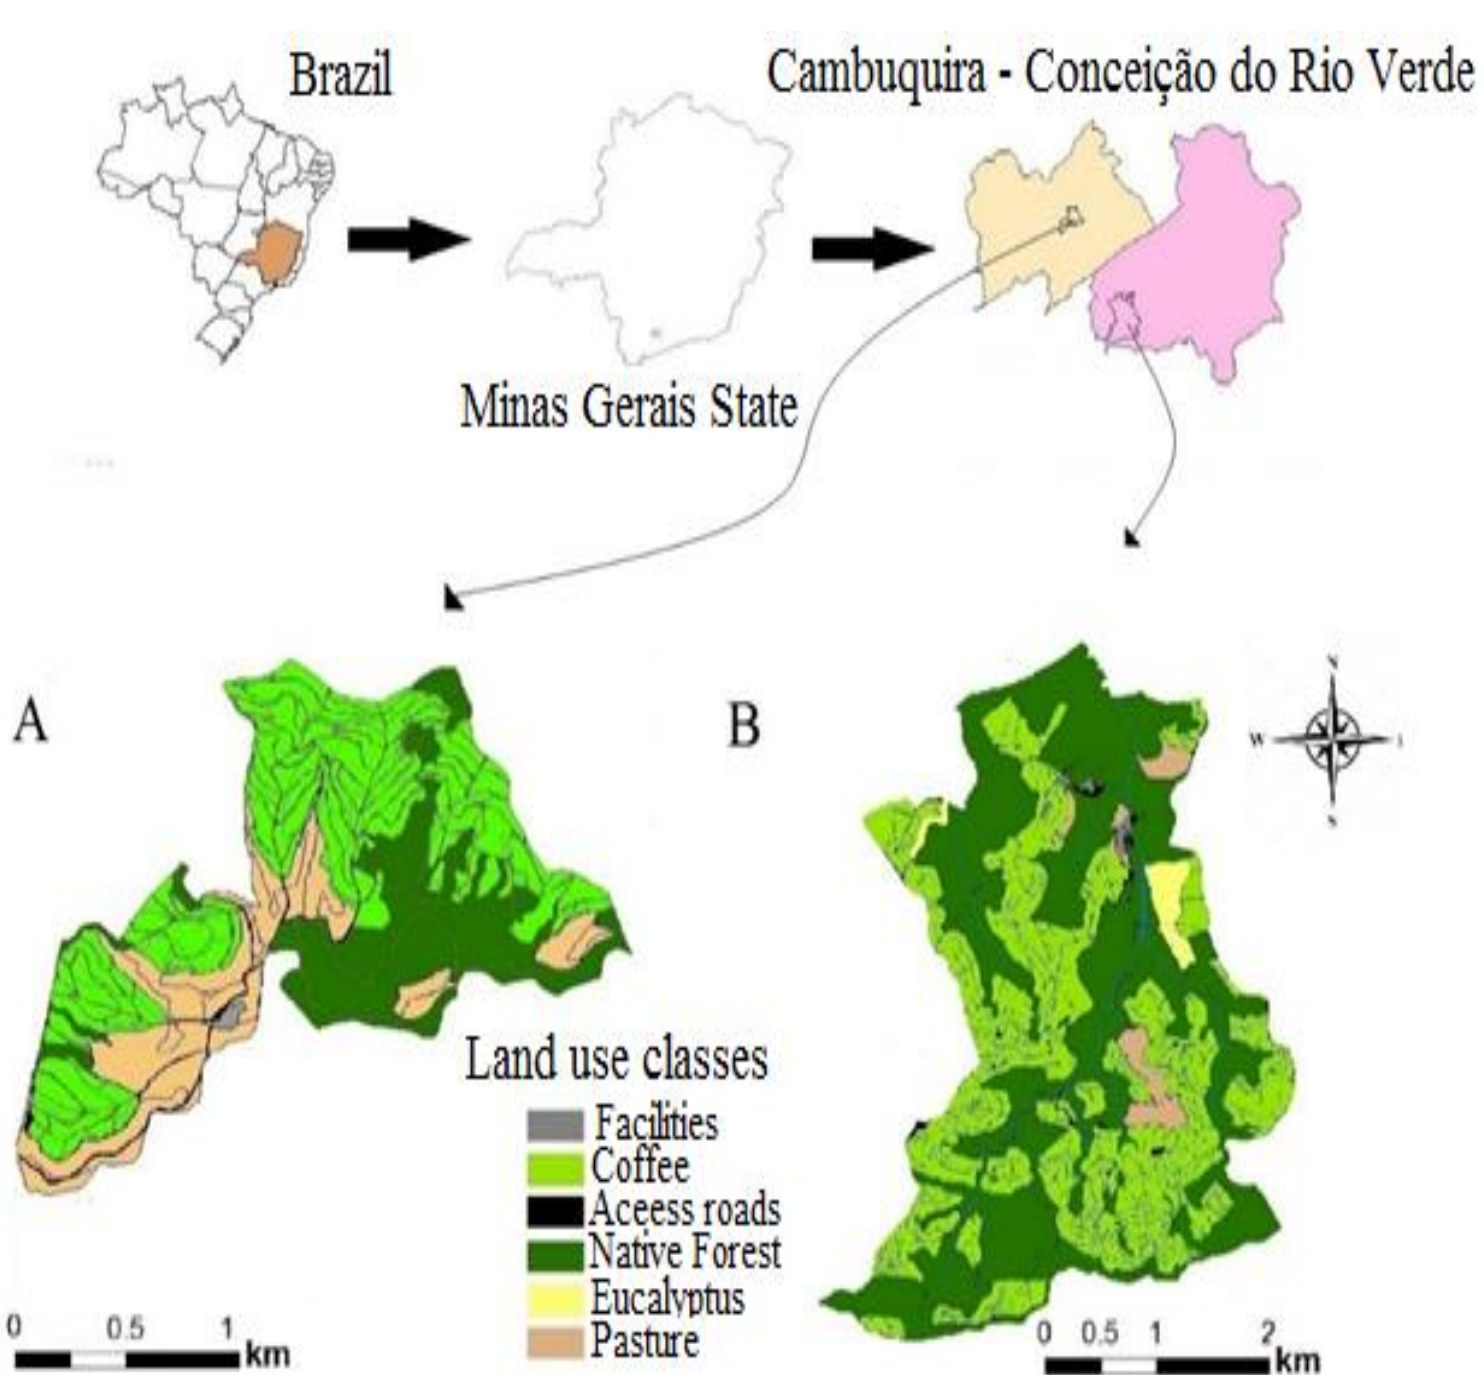 Brazil
Cambuquira - Conceição do Rio Verde
Minas Gerais State
A
B
N
W
S
Land use classes
Facilities
Coffee
Aceess roads
Native Forest
Eucalyptus
Pasture
0 0.5 1 km
0 0.5 1 2 km